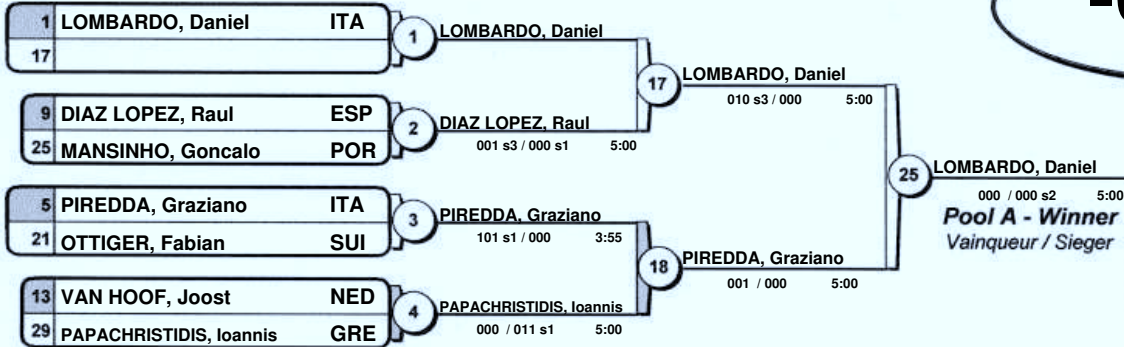 1 LOMBARDO, Daniel ITA
17
1
LOMBARDO, Daniel
9 DIAZ LOPEZ, Raul ESP
25 MANSINHO, Goncalo POR
2
DIAZ LOPEZ, Raul
001 s3 / 000 s1 5:00
17
LOMBARDO, Daniel
010 s3 / 000 5:00
5 PIREDDA, Graziano ITA
21 OTTIGER, Fabian SUI
3
PIREDDA, Graziano
101 s1 / 000 3:55
13 VAN HOOF, Joost NED
29 PAPACHRISTIDIS, Ioannis GRE
4
PAPACHRISTIDIS, Ioannis
000 / 011 s1 5:00
18
PIREDDA, Graziano
001 / 000 5:00
25
LOMBARDO, Daniel
000 / 000 s2 5:00
Pool A - Winner
Vainqueur / Sieger